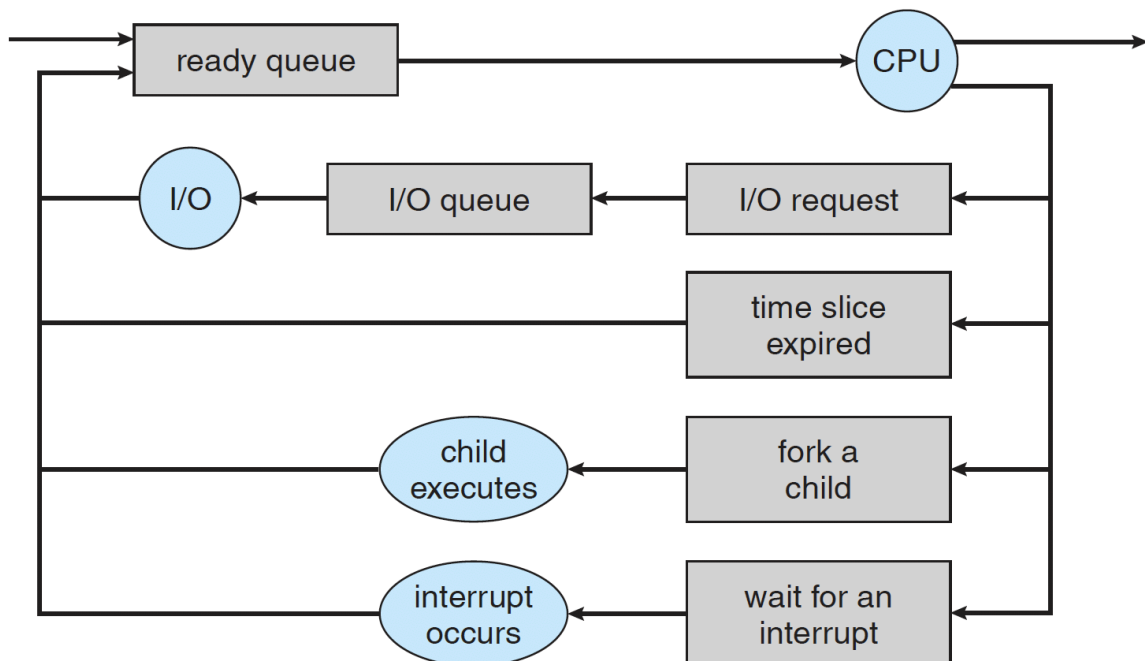 ready queue
CPU
I/O
I/O queue
I/O request
time slice
expired
child
executes
fork a
child
interrupt
occurs
wait for an
interrupt